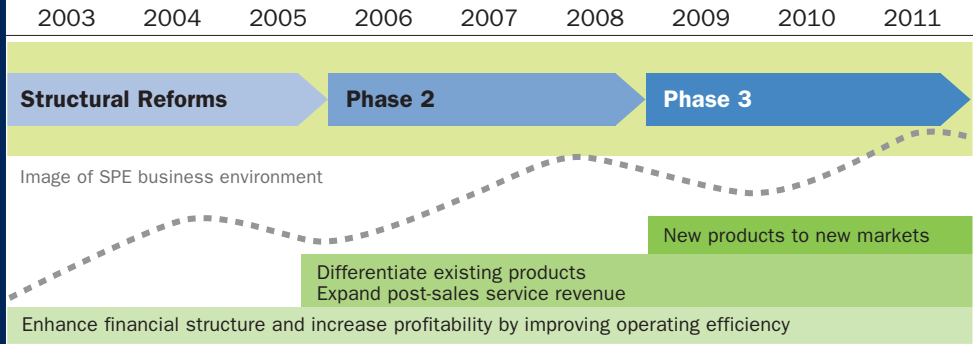 2003 2004 2005 2006 2007 2008 2009 2010 2011
Structural Reforms Phase 2 Phase 3
Image of SPE business environment
New products to new markets
Differentiate existing products
Expand post-sales service revenue
Enhance financial structure and increase profitability by improving operating efficiency